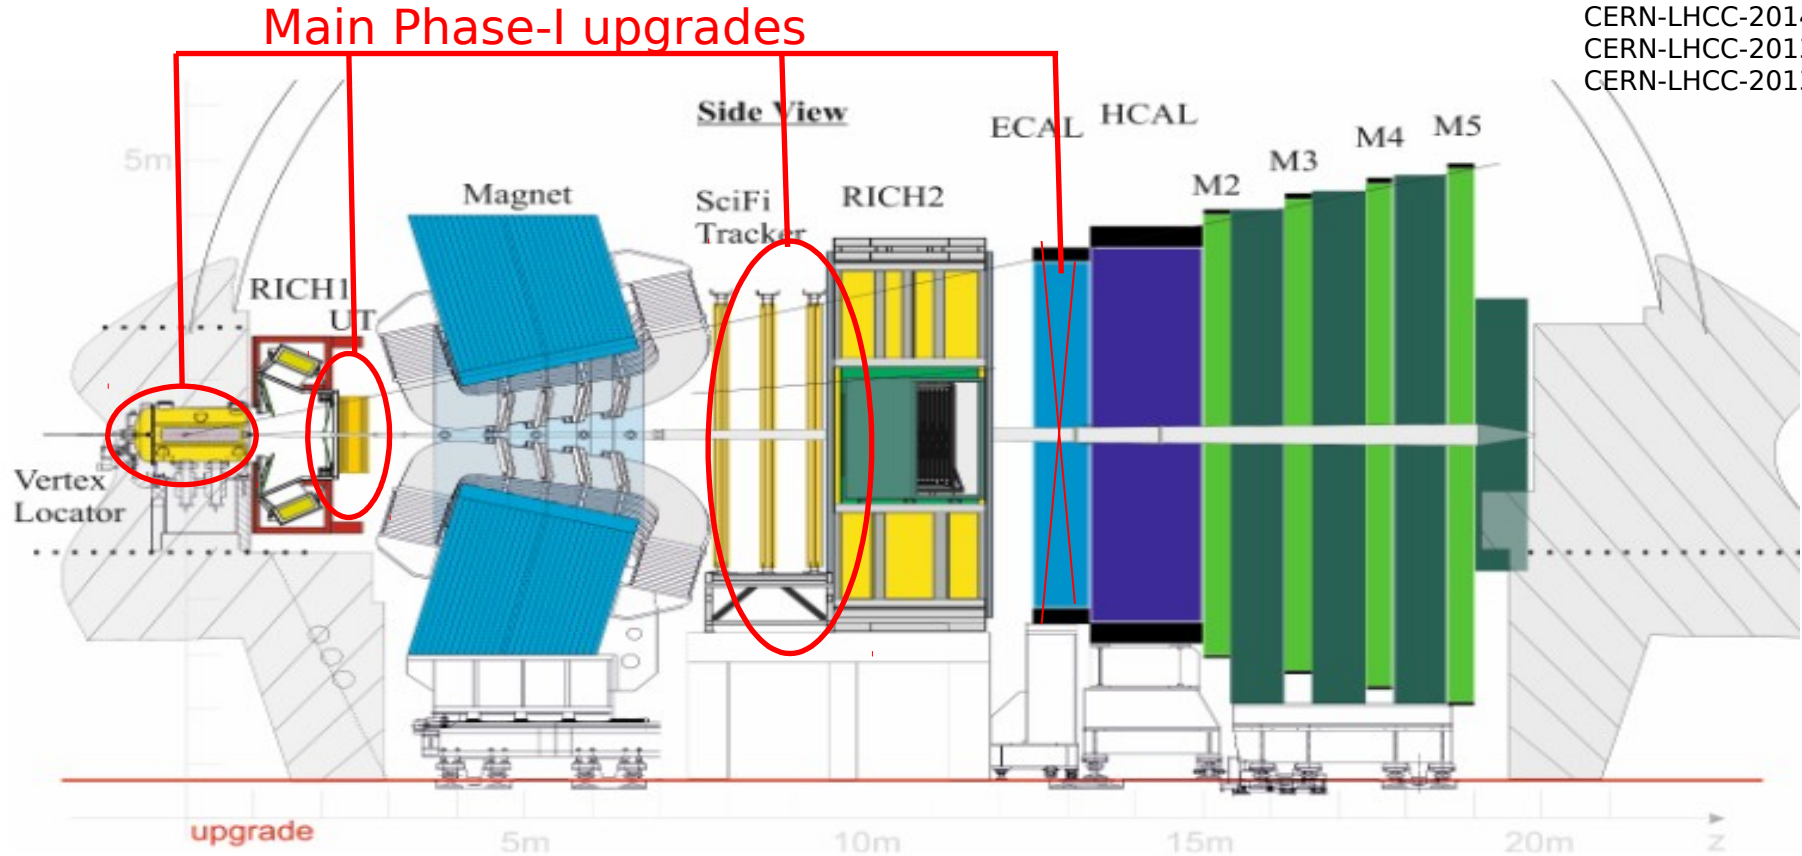 Main Phase-I upgrades
CERN-LHCC-201
CERN-LHCC-201
CERN-LHCC-201
Side View
ECAL
HCAL
M2
M3
M4
M5
5m
Magnet
SciFi
Tracker
RICH2
RICH1
UT
Vertex
Locator
upgrade
5m
10m
15m
20m
z